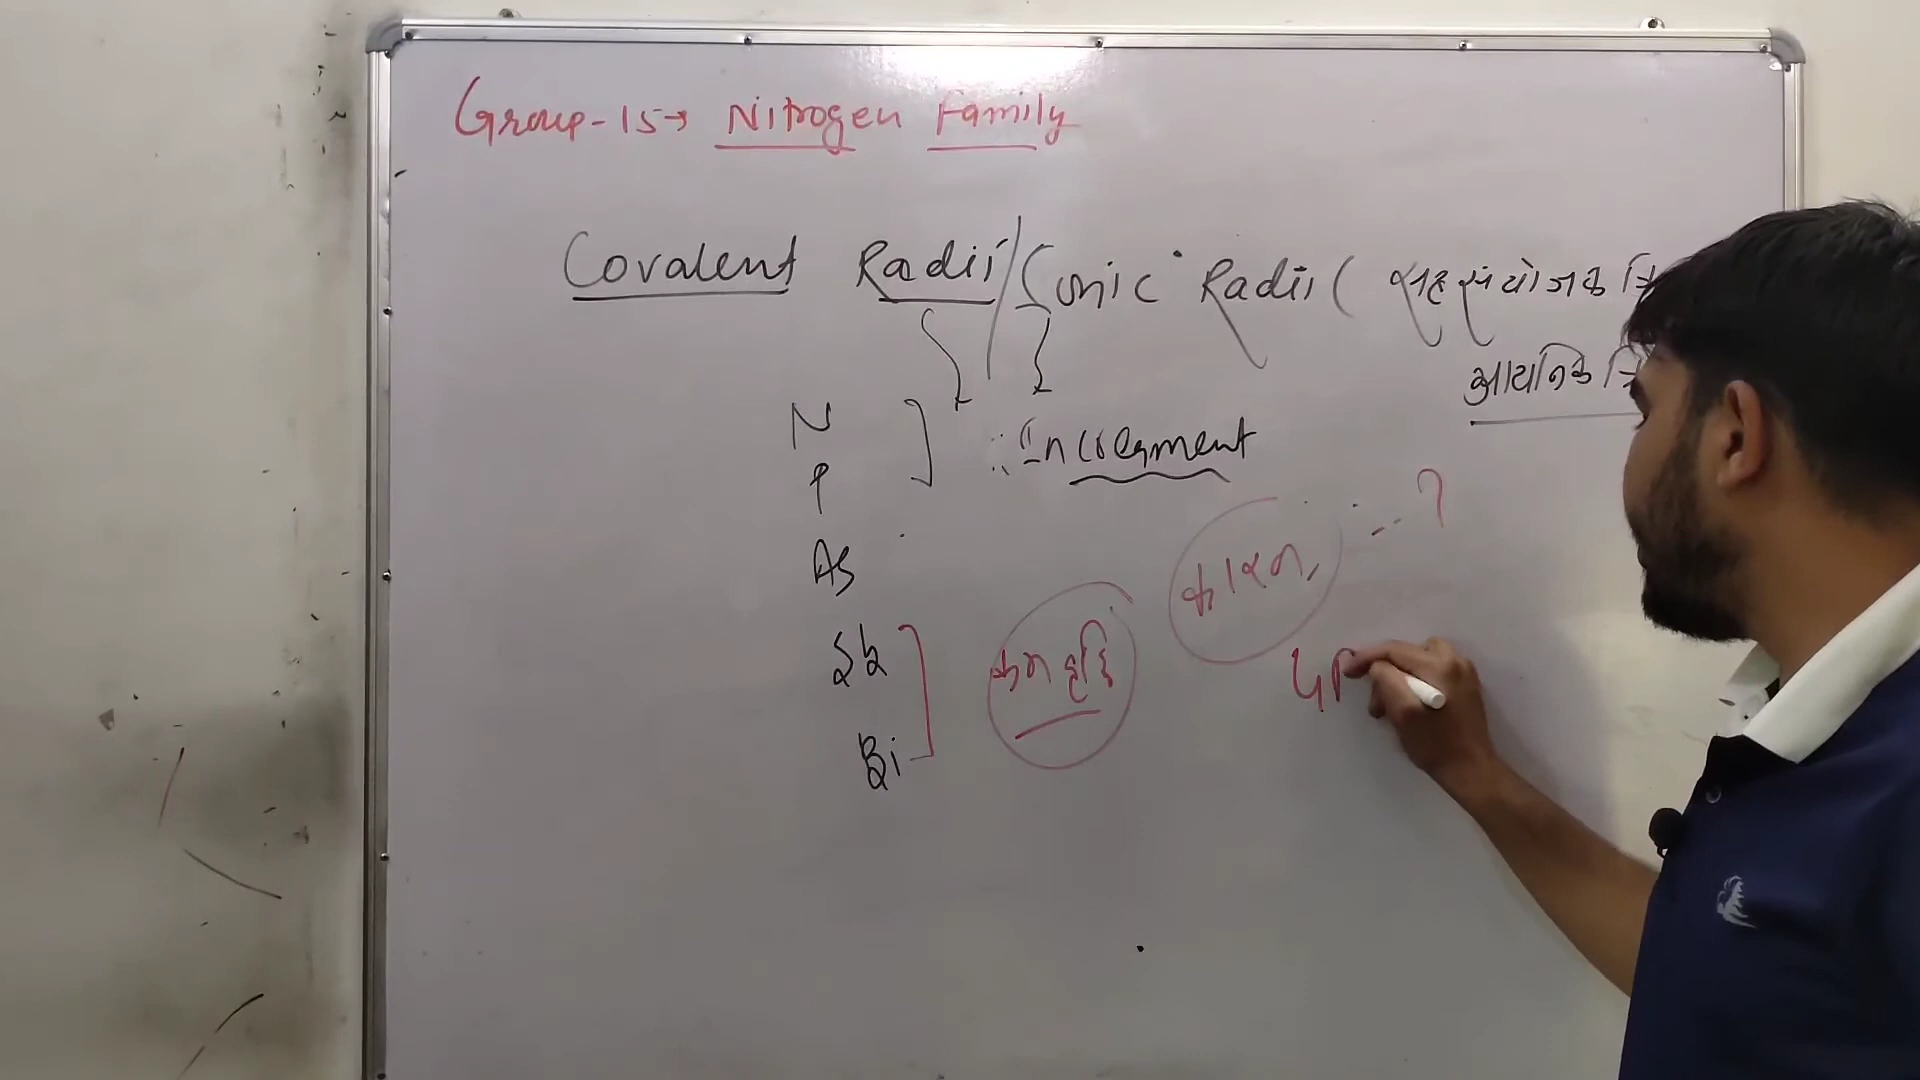 Group-15→ Nitrogen Family
Covalent Radii/Ionic Radii ( सहसंयोजक त्रि
आयनिक त्रि
N
P
∴ Increment
As
कारण, --- ?
Sb
कम वृद्धि
Bi